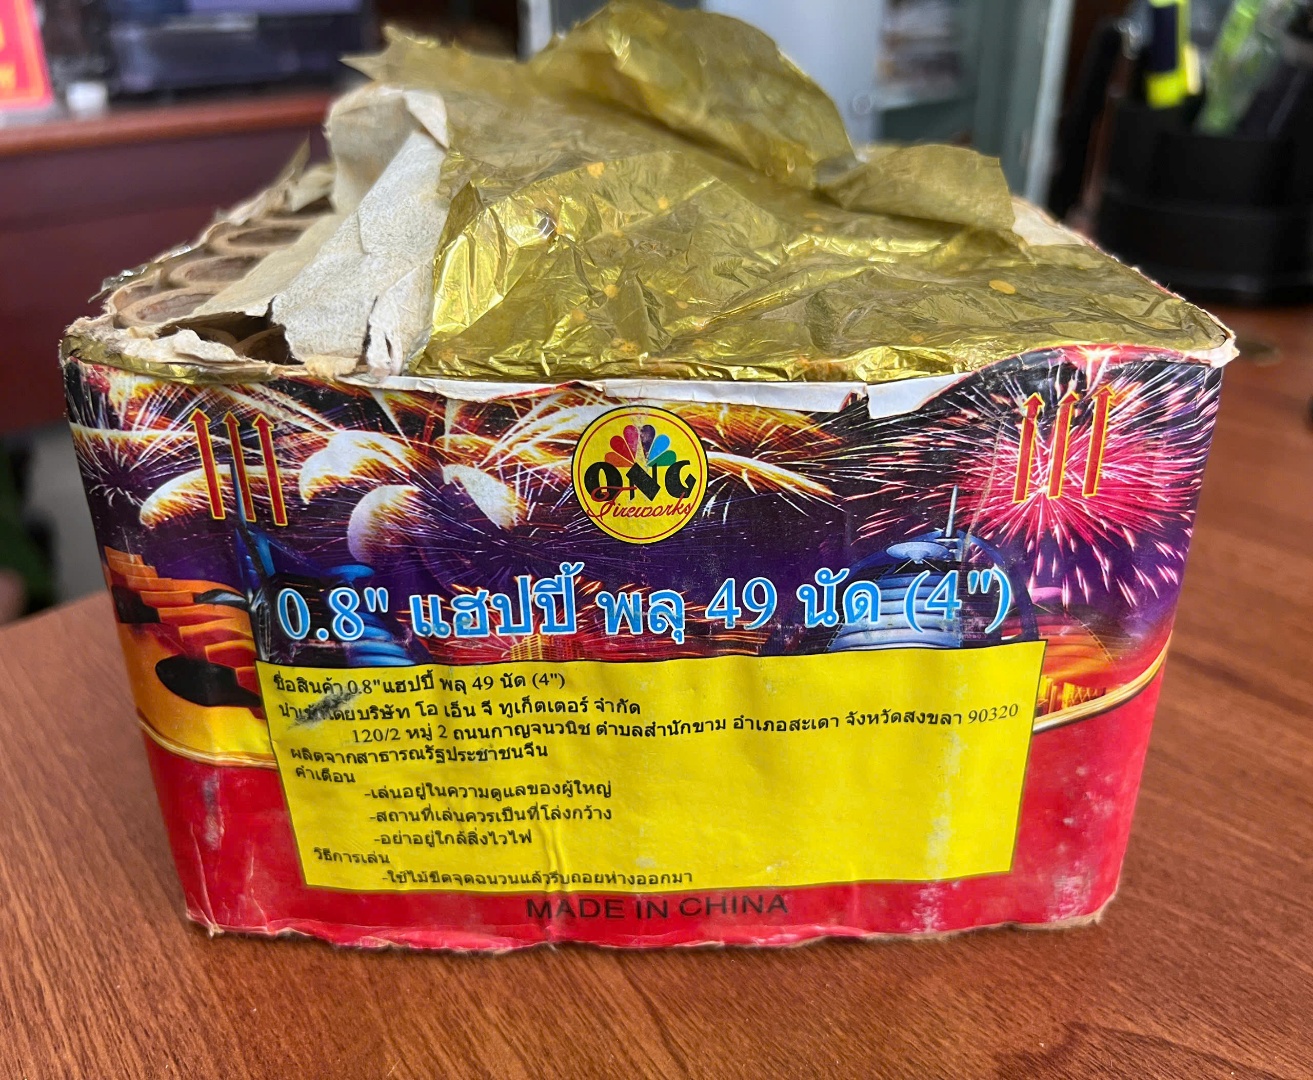 ONG
Fireworks
0.8" แฮปปี้ พลุ 49 นัด (4")
ชื่อสินค้า 0.8"แฮปปี้ พลุ 49 นัด (4")
บริษัท โอ เอ็น จี ทูเก็ตเตอร์ จำกัด
120/2 หมู่ 2 ถนนกาญจนวนิช ตำบลสำนักขาม อำเภอสะเดา จังหวัดสงขลา 90320
ผลิตจากสาธารณรัฐประชาชนจีน
คำเตือน
-เล่นอยู่ในความดูแลของผู้ใหญ่
-สถานที่เล่นควรเป็นที่โล่งกว้าง
-อย่าอยู่ใกล้สิ่งไวไฟ
วิธีการเล่น
-ใช้ไม้ขีดจุดฉนวนแล้วรีบถอยห่างออกมา
MADE IN CHINA